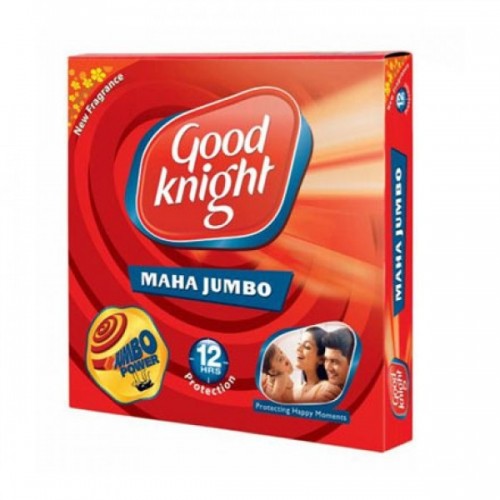 New Fragrance
Good
knight
MAHA JUMBO
JUMBO
POWER
12
HRS
Protection
Protecting Happy Moments
MAHA JUMBO
Good
knight